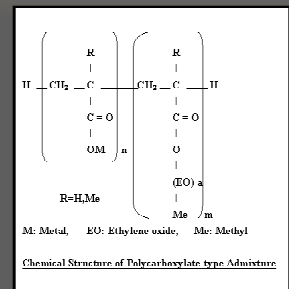 R R
H CH₂ C CH₂ C H
C = O C = O
OM n O
(EO) a
R=H,Me
Me m
M: Metal, EO: Ethylene oxide, Me: Methyl
Chemical Structure of Polycarboxylate type Admixture